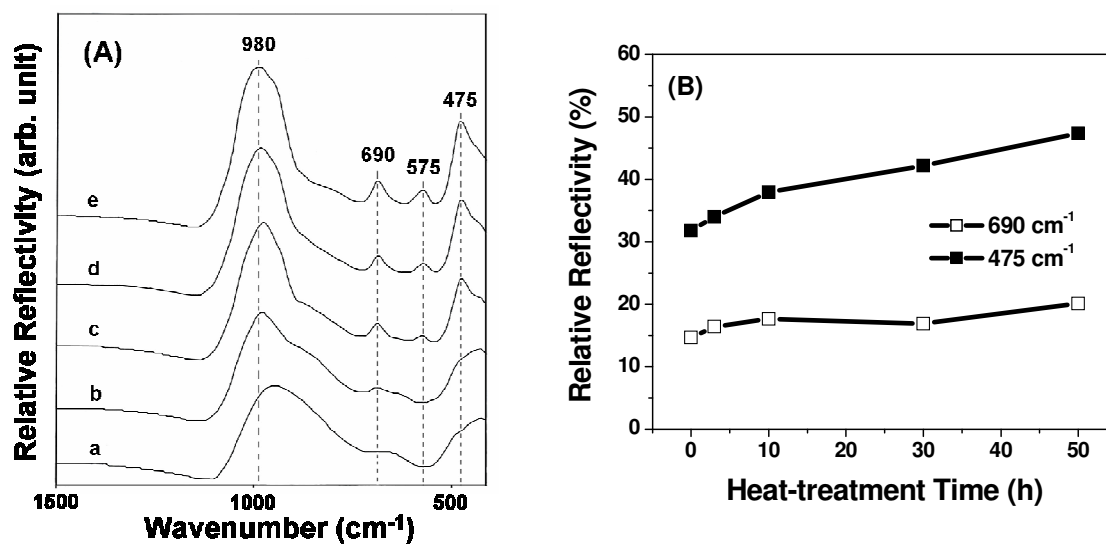 (A)
980
690
575
475
e
d
c
b
a
1500
1000
500
Wavenumber (cm⁻¹)
Relative Reflectivity (arb. unit)
(B)
60
50
40
30
20
10
0
0
10
20
30
40
50
690 cm⁻¹
475 cm⁻¹
Heat-treatment Time (h)
Relative Reflectivity (%)